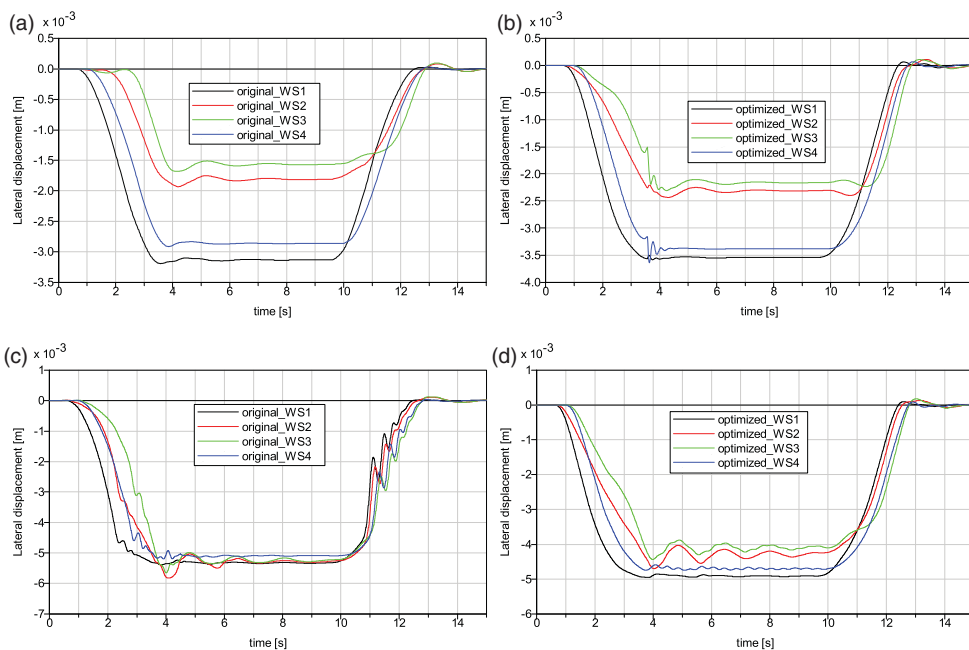 (a)
x 10⁻³
0.5
0.0
-0.5
-1.0
-1.5
-2.0
-2.5
-3.0
-3.5
Lateral displacement [m]
original_WS1
original_WS2
original_WS3
original_WS4
0 2 4 6 8 10 12 14
time [s]
(b)
x 10⁻³
0.5
0.0
-0.5
-1.0
-1.5
-2.0
-2.5
-3.0
-3.5
-4.0
Lateral displacement [m]
optimized_WS1
optimized_WS2
optimized_WS3
optimized_WS4
0 2 4 6 8 10 12 14
time [s]
(c)
x 10⁻³
1
0
-1
-2
-3
-4
-5
-6
-7
Lateral displacement [m]
original_WS1
original_WS2
original_WS3
original_WS4
0 2 4 6 8 10 12 14
time [s]
(d)
x 10⁻³
1
0
-1
-2
-3
-4
-5
-6
Lateral displacement [m]
optimized_WS1
optimized_WS2
optimized_WS3
optimized_WS4
0 2 4 6 8 10 12 14
time [s]